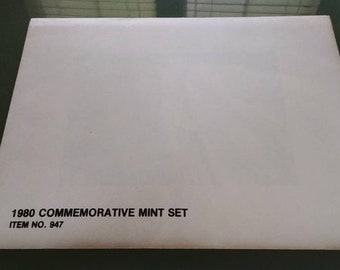 1980 COMMEMORATIVE MINT SET
ITEM NO. 947